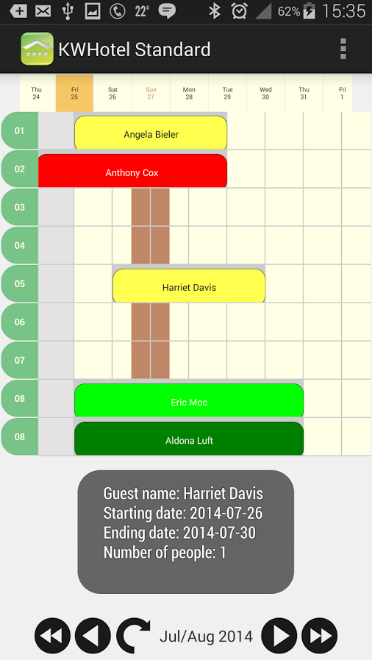 22° 62% 15:35
KWHotel Standard
Thu Fri Sat Sun Mon Tue Wed Thu Fri
24 25 26 27 28 29 30 31 1
01 Angela Bieler
02 Anthony Cox
03
04
05 Harriet Davis
06
07
08 Eric Moc
08 Aldona Luft
Guest name: Harriet Davis
Starting date: 2014-07-26
Ending date: 2014-07-30
Number of people: 1
Jul/Aug 2014